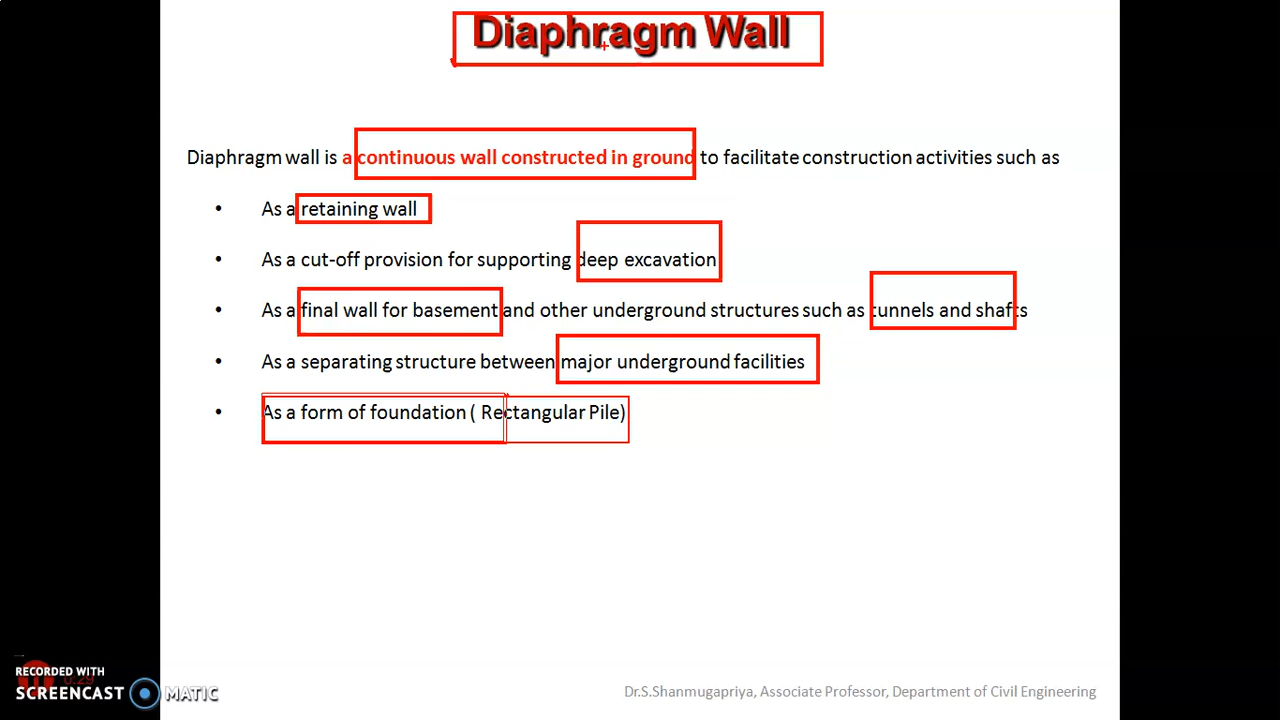 Diaphragm Wall
Diaphragm wall is a continuous wall constructed in ground to facilitate construction activities such as
• As a retaining wall
• As a cut-off provision for supporting deep excavation
• As a final wall for basement and other underground structures such as tunnels and shafts
• As a separating structure between major underground facilities
• As a form of foundation ( Rectangular Pile)
RECORDED WITH
0:29
SCREENCAST MATIC
Dr.S.Shanmugapriya, Associate Professor, Department of Civil Engineering